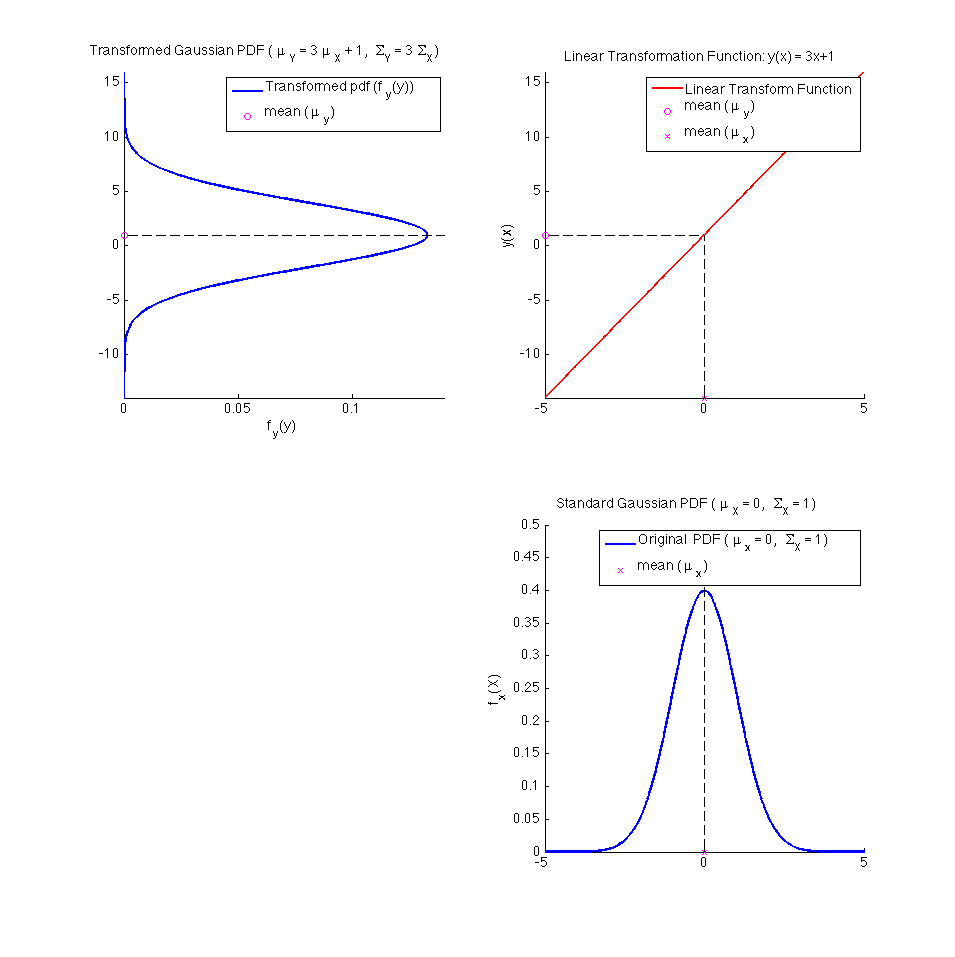 Transformed Gaussian PDF ( μ Y = 3 μ X + 1, Σ Y = 3 Σ X)
Transformed pdf (f y(y))
mean (μ y)
15
10
5
0
-5
-10
0
0.05
0.1
f y(y)
Linear Transformation Function: y(x) = 3x+1
Linear Transform Function
mean (μ y)
mean (μ x)
15
10
5
0
-5
-10
y(x)
-5
0
5
Standard Gaussian PDF ( μ X = 0, Σ X = 1)
Original PDF ( μ x = 0, Σ X = 1)
mean (μ x)
0.5
0.45
0.4
0.35
0.3
0.25
0.2
0.15
0.1
0.05
0
f x(X)
-5
0
5